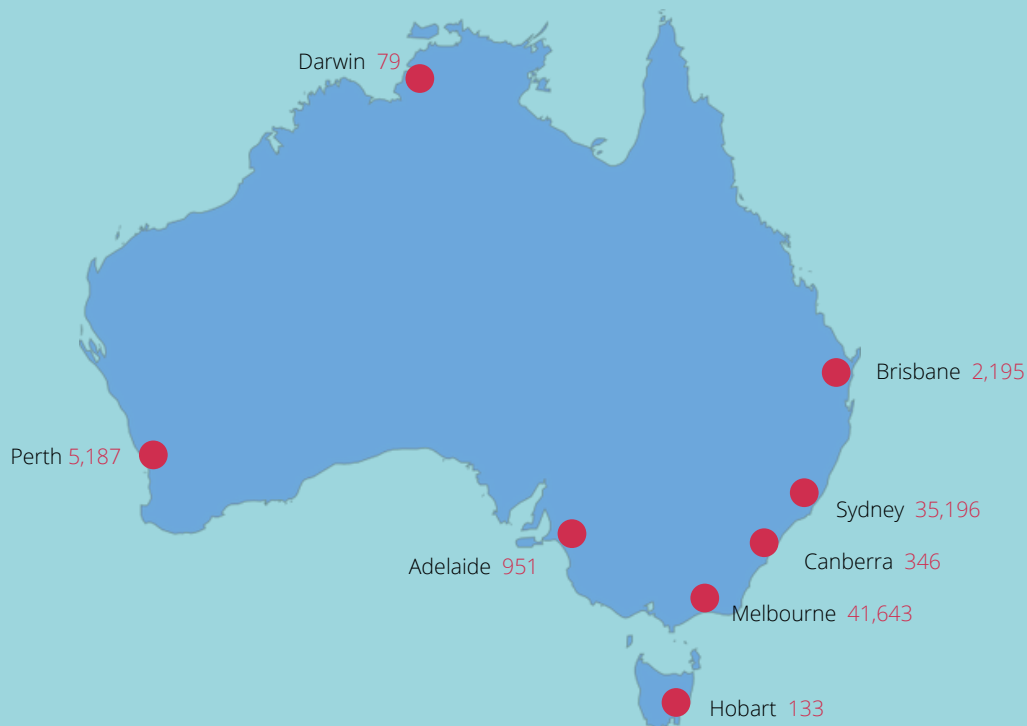 Darwin 79
Brisbane 2,195
Perth 5,187
Sydney 35,196
Canberra 346
Adelaide 951
Melbourne 41,643
Hobart 133